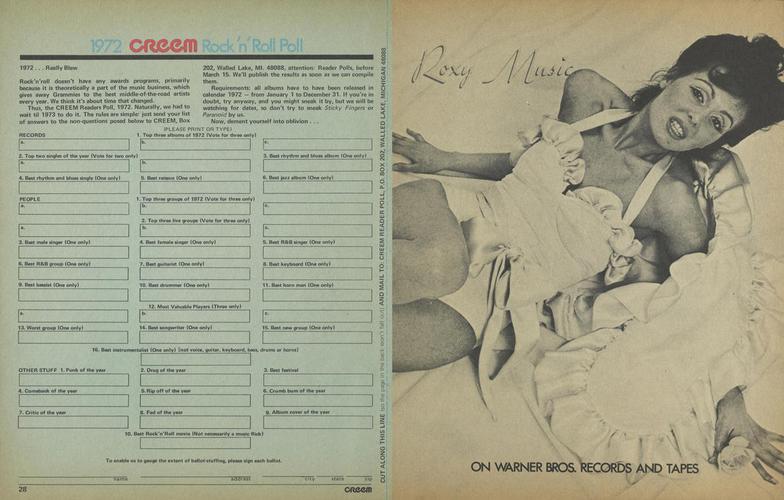 1972 CREEM Rock'n'Roll Poll
1972 . . . Really Blew
Rock'n'roll doesn't have any awards programs, primarily
because it is theoretically a part of the music business, which
gives away Grammies to the best middle-of-the-road artists
every year. We think it's about time that changed.
Thus, the CREEM Readers Poll, 1972. Naturally, we had to
wait til 1973 to do it. The rules are simple: just send your list
of answers to the non-questions posed below to CREEM, Box
202, Walled Lake, MI. 48088, attention: Reader Polls, before
March 15. We'll publish the results as soon as we can compile
them.
Requirements: all albums have to have been released in
calendar 1972 — from January 1 to December 31. If you're in
doubt, try anyway, and you might sneak it by, but we will be
watching for dates, so don't try to sneak Sticky Fingers or
Paranoid by us.
Now, dement yourself into oblivion . . .
(PLEASE PRINT OR TYPE)
RECORDS
1. Top three albums of 1972 (Vote for three only)
a.
b.
c.
2. Top two singles of the year (Vote for two only)
a.
b.
3. Best rhythm and blues album (One only)
4. Best rhythm and blues single (One only)
5. Best reissue (One only)
6. Best jazz album (One only)
PEOPLE
1. Top three groups of 1972 (Vote for three only)
a.
b.
c.
2. Top three live groups (Vote for three only)
a.
b.
c.
3. Best male singer (One only)
4. Best female singer (One only)
5. Best R&B singer (One only)
6. Best R&B group (One only)
7. Best guitarist (One only)
8. Best keyboard (One only)
9. Best bassist (One only)
10. Best drummer (One only)
11. Best horn man (One only)
12. Most Valuable Players (Three only)
a.
b.
c.
13. Worst group (One only)
14. Best songwriter (One only)
15. Best new group (One only)
16. Best instrumentalist (One only) (not voice, guitar, keyboard, bass, drums or horns)
OTHER STUFF 1. Punk of the year
2. Drug of the year
3. Best festival
4. Comeback of the year
5. Rip off of the year
6. Crumb bum of the year
7. Critic of the year
8. Fad of the year
9. Album cover of the year
10. Best Rock'n'Roll movie (Not necessarily a music flick)
To enable us to gauge the extent of ballot-stuffing, please sign each ballot.
name address city state zip
28 CREEM
CUT ALONG THIS LINE (so the page in the back won't fall out) AND MAIL TO: CREEM READER POLL, P.O. BOX 202, WALLED LAKE, MICHIGAN 48088
Roxy Music
ON WARNER BROS. RECORDS AND TAPES